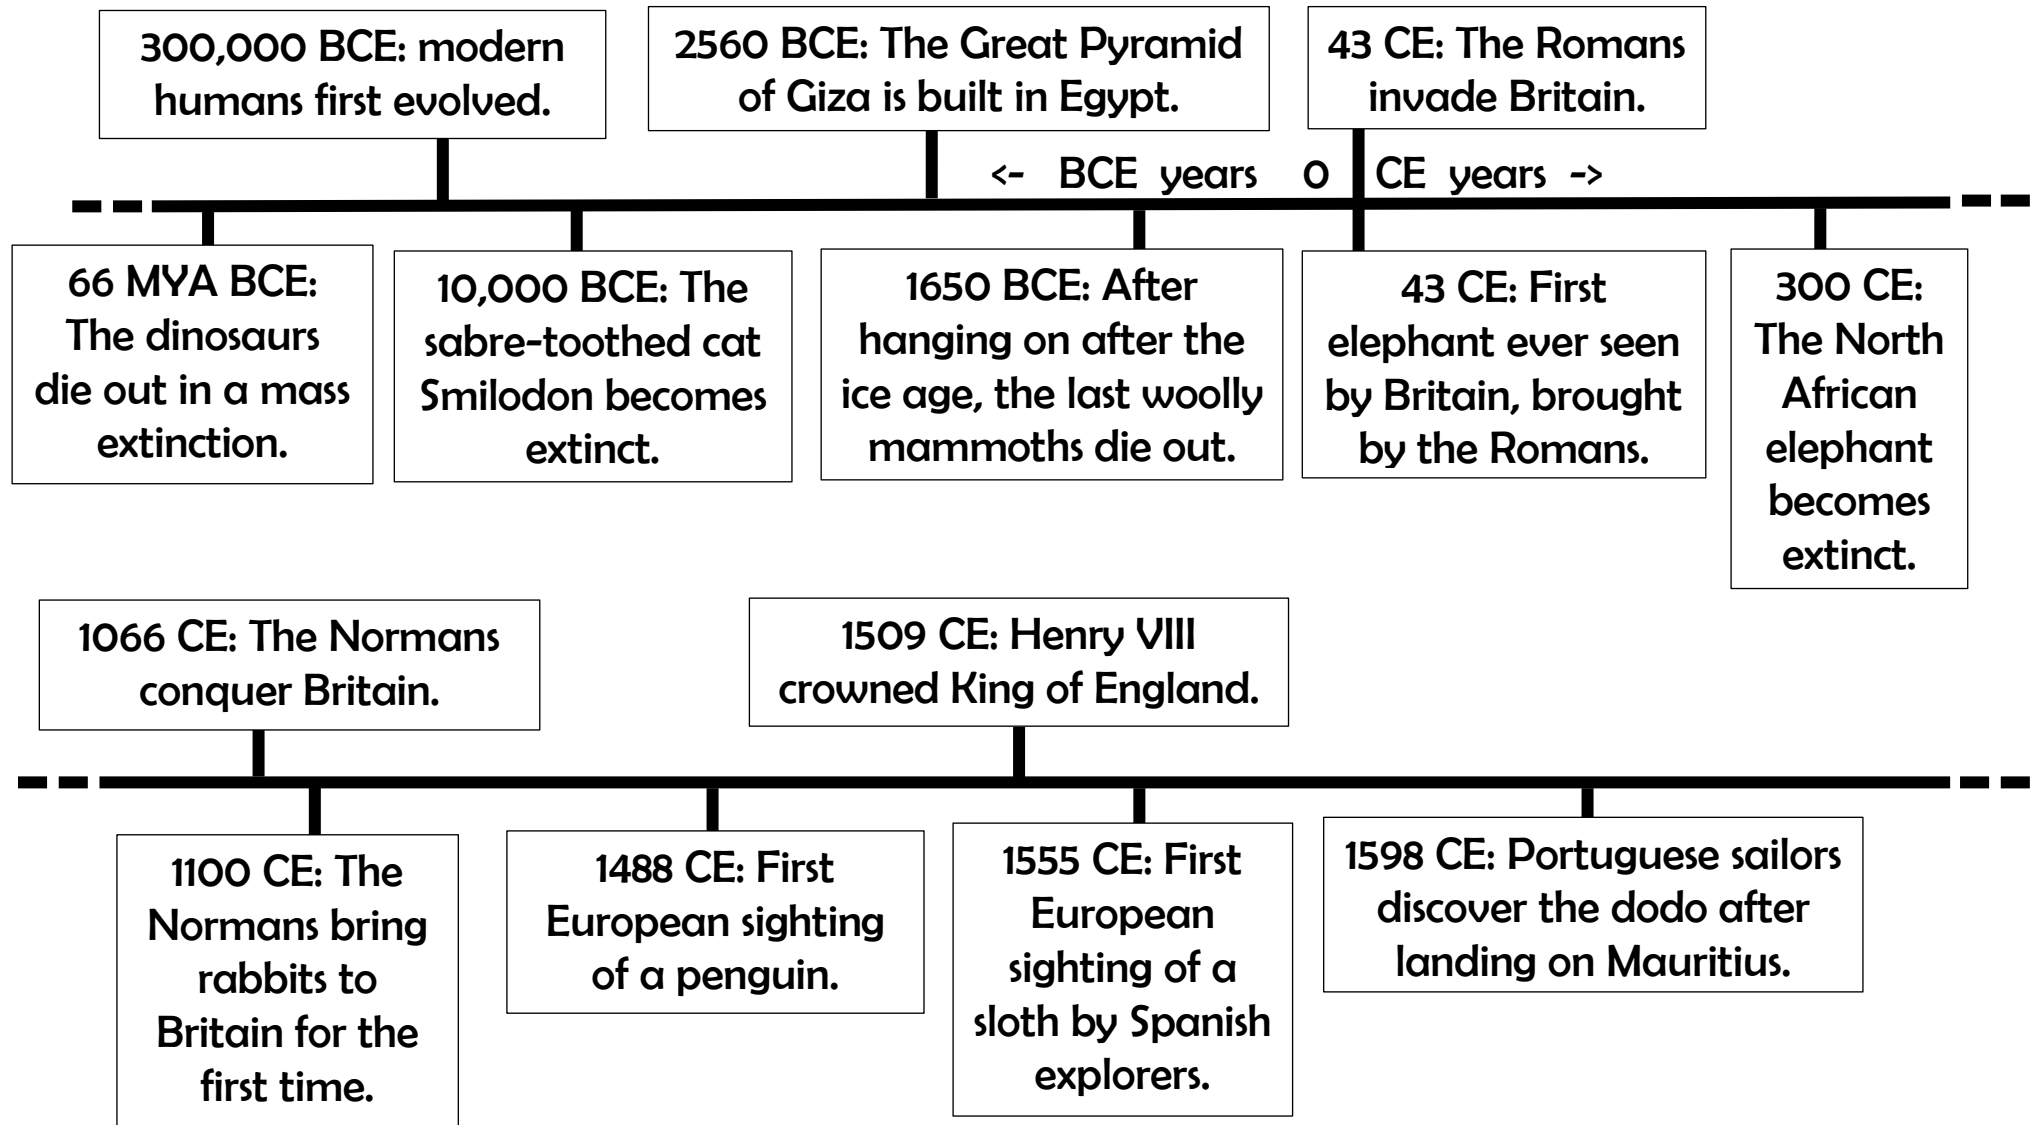 300,000 BCE: modern
humans first evolved.
2560 BCE: The Great Pyramid
of Giza is built in Egypt.
43 CE: The Romans
invade Britain.
<- BCE years 0 CE years ->
66 MYA BCE:
The dinosaurs
die out in a mass
extinction.
10,000 BCE: The
sabre-toothed cat
Smilodon becomes
extinct.
1650 BCE: After
hanging on after the
ice age, the last woolly
mammoths die out.
43 CE: First
elephant ever seen
by Britain, brought
by the Romans.
300 CE:
The North
African
elephant
becomes
extinct.
1066 CE: The Normans
conquer Britain.
1509 CE: Henry VIII
crowned King of England.
1100 CE: The
Normans bring
rabbits to
Britain for the
first time.
1488 CE: First
European sighting
of a penguin.
1555 CE: First
European
sighting of a
sloth by Spanish
explorers.
1598 CE: Portuguese sailors
discover the dodo after
landing on Mauritius.